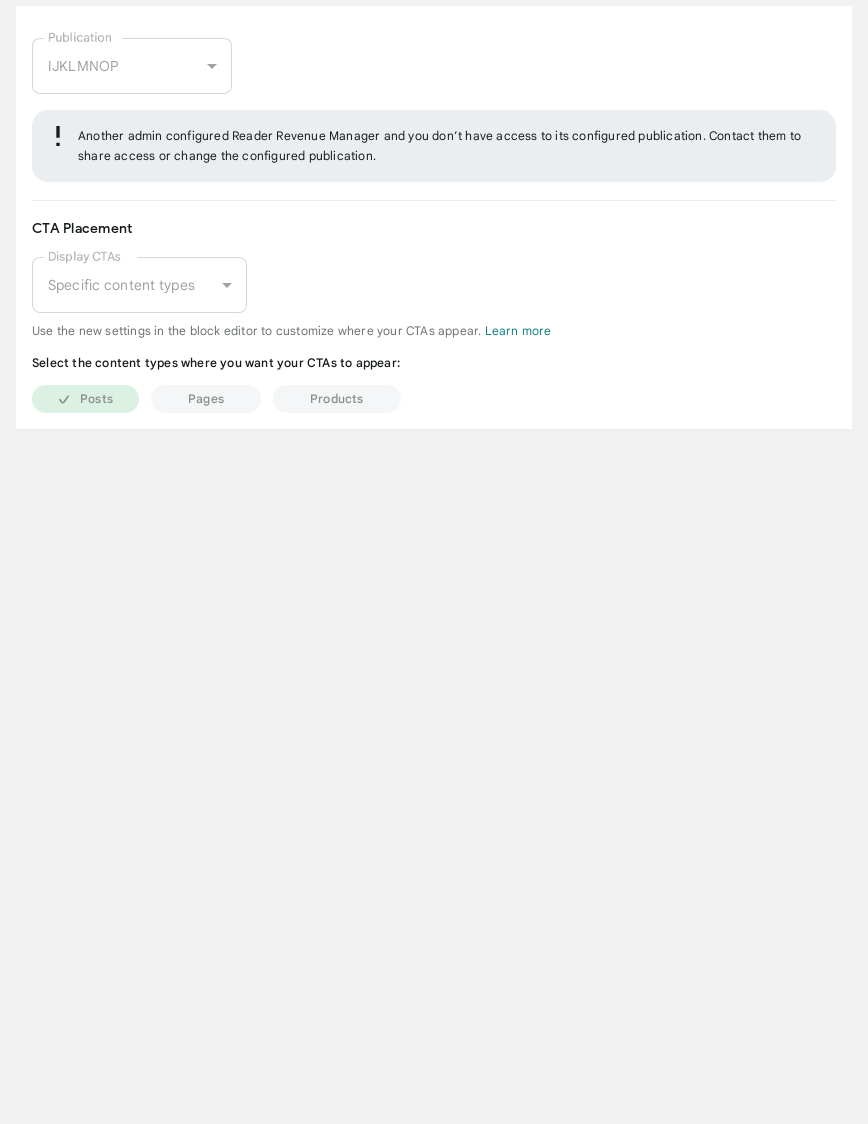 Publication
IJKLMNOP
Another admin configured Reader Revenue Manager and you don’t have access to its configured publication. Contact them to
share access or change the configured publication.
CTA Placement
Display CTAs
Specific content types
Use the new settings in the block editor to customize where your CTAs appear. Learn more
Select the content types where you want your CTAs to appear:
Posts Pages Products